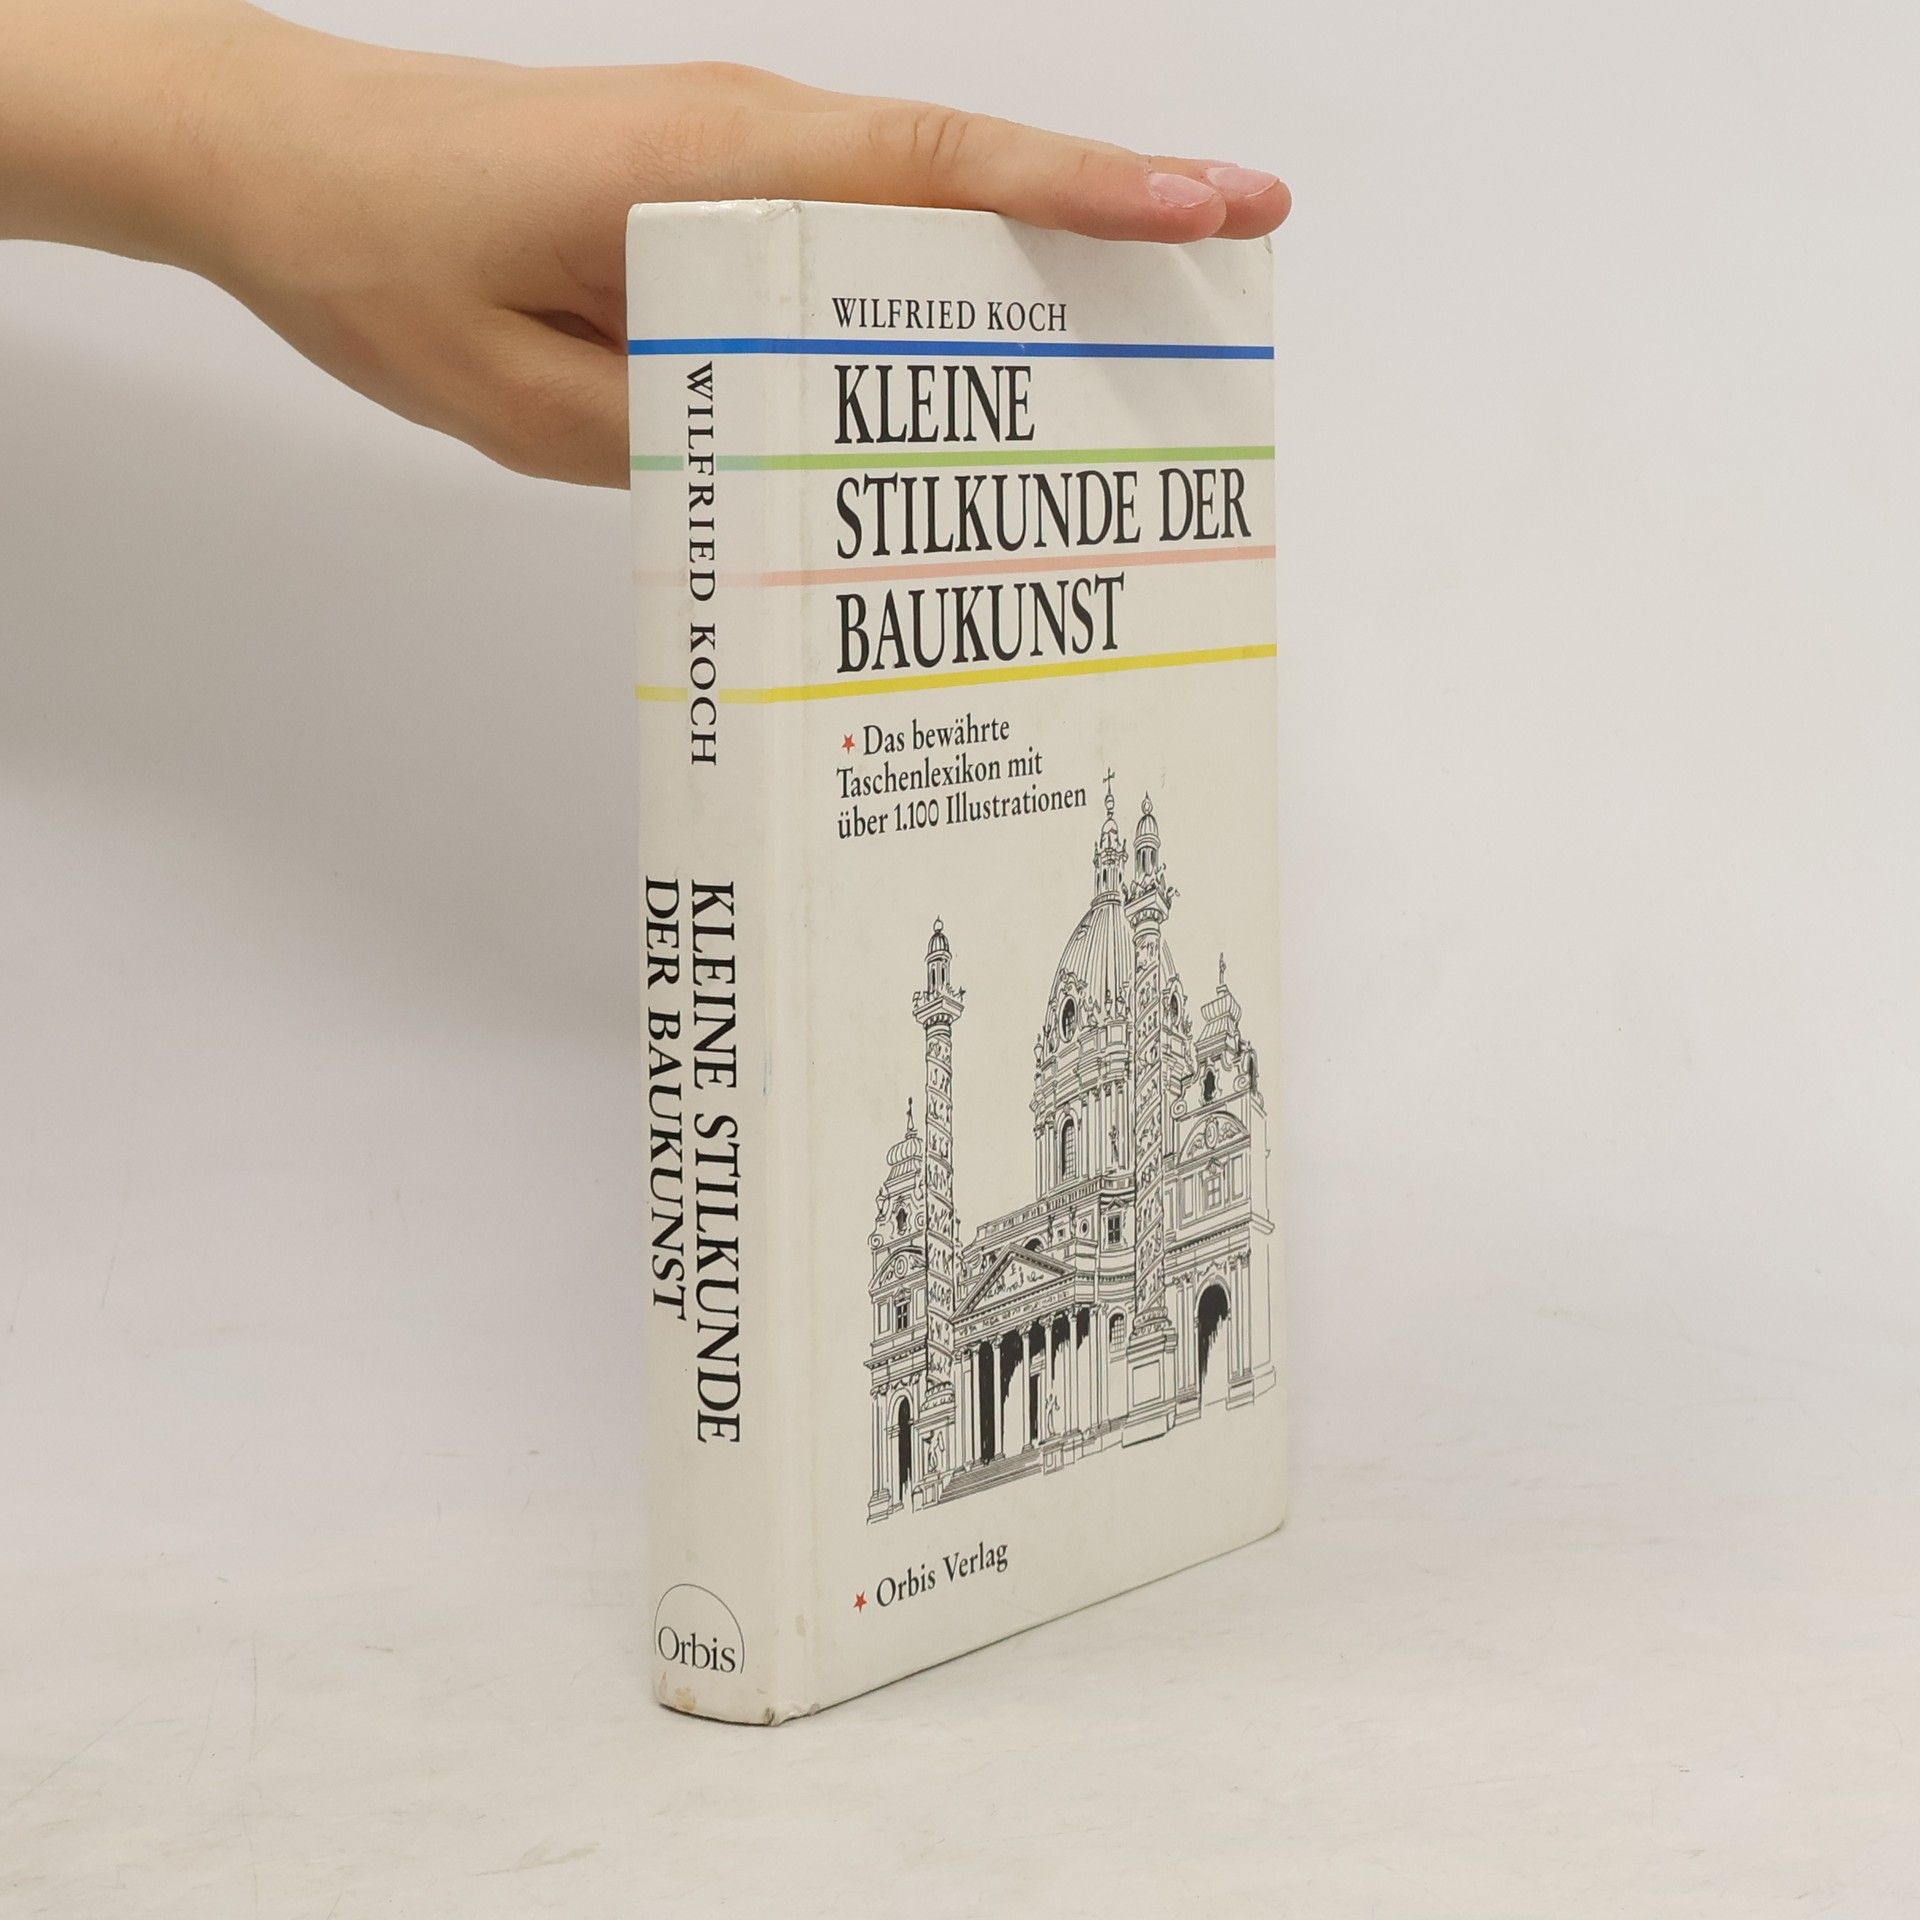 WILFRIED KOCH
KLEINE
STILKUNDE DER
BAUKUNST
Das bewährte
Taschenlexikon mit
über 1.100 Illustrationen
Orbis Verlag
WILFRIED KOCH
KLEINE STILKUNDE
DER BAUKUNST
Orbis